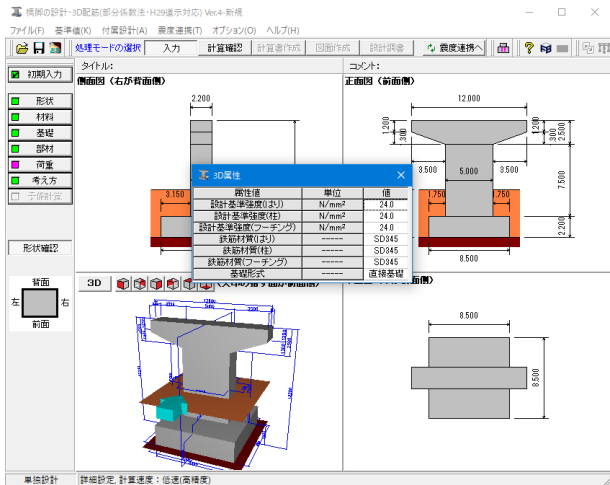 橋脚の設計・3D配筋(部分係数法・H29道示対応) Ver.4-新規
ファイル(F) 基準値(K) 付属設計(A) 震度連携(T) オプション(O) ヘルプ(H)
処理モードの選択 入力 計算確認 計算書作成 図面作成 設計調書 震度連携へ
初期入力
形状
材料
基礎
部材
荷重
考え方
予備計算
形状確認
背面
左 右
前面
タイトル: コメント:
側面図 (右が背面側) 正面図 (前面側)
2.200
12.000
1.200
.300
1.200
.300
2.500
3.500 5.000 3.500
7.500
3.150
1.750
2.200
8.500
3D属性
属性値 単位 値
設計基準強度(はり) N/mm² 24.0
設計基準強度(柱) N/mm² 24.0
設計基準強度(フーチング) N/mm² 24.0
鉄筋材質(はり) ----- SD345
鉄筋材質(柱) ----- SD345
鉄筋材質(フーチング) ----- SD345
基礎形式 ----- 直接基礎
3D
8.500
8.500
単独設計 詳細設定, 計算速度:低速(高精度)